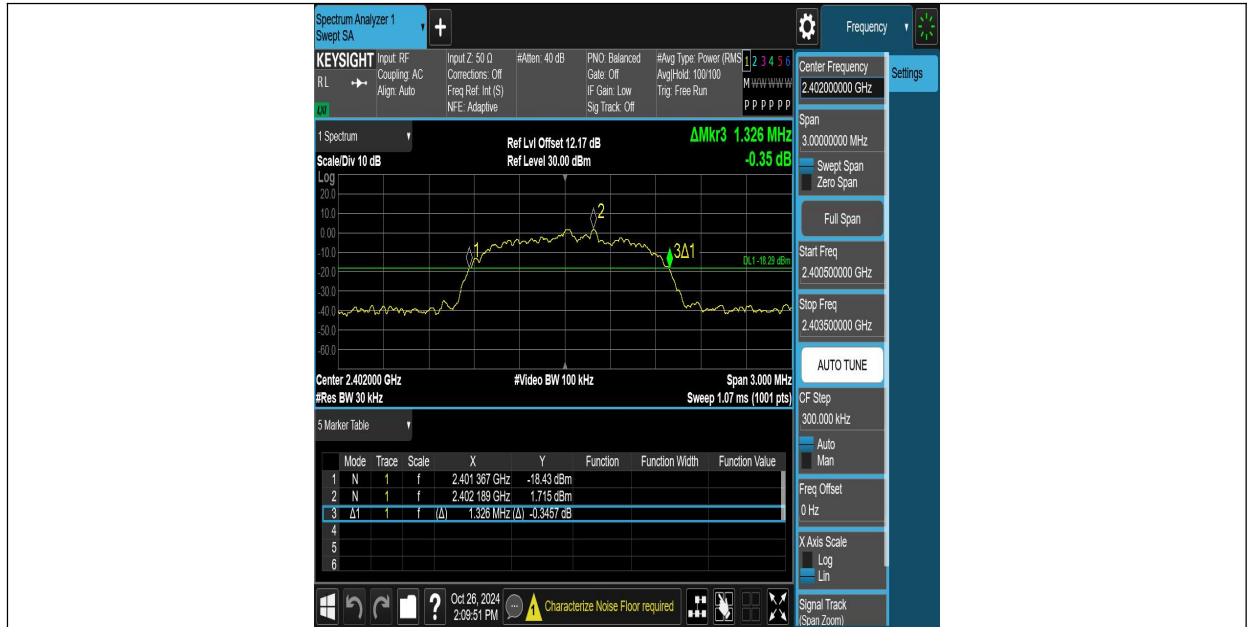 Spectrum Analyzer 1
Swept SA
+
Frequency
KEYSIGHT Input: RF Input Z: 50 Ω #Atten: 40 dB PNO: Balanced #Avg Type: Power (RMS 1 2 3 4 5 6
RL Coupling: AC Corrections: Off Gate: Off Avg|Hold: 100/100 M W W W W W
Align: Auto Freq Ref: Int (S) IF Gain: Low Trig: Free Run
LXI NFE: Adaptive Sig Track: Off P P P P P P
1 Spectrum
Ref Lvl Offset 12.17 dB ΔMkr3 1.326 MHz
Scale/Div 10 dB Ref Level 30.00 dBm -0.35 dB
Log
20.0
10.0
2
0.00
1
3Δ1
-10.0
DL1 -18.29 dBm
-20.0
-30.0
-40.0
-50.0
-60.0
Center 2.402000 GHz #Video BW 100 kHz Span 3.000 MHz
#Res BW 30 kHz Sweep 1.07 ms (1001 pts)
5 Marker Table
Mode Trace Scale X Y Function Function Width Function Value
1 N 1 f 2.401 367 GHz -18.43 dBm
2 N 1 f 2.402 189 GHz 1.715 dBm
3 Δ1 1 f (Δ) 1.326 MHz (Δ) -0.3457 dB
4
5
6
? Oct 26, 2024
2:09:51 PM
1 Characterize Noise Floor required
Center Frequency
2.402000000 GHz
Settings
Span
3.00000000 MHz
Swept Span
Zero Span
Full Span
Start Freq
2.400500000 GHz
Stop Freq
2.403500000 GHz
AUTO TUNE
CF Step
300.000 kHz
Auto
Man
Freq Offset
0 Hz
X Axis Scale
Log
Lin
Signal Track
(Span Zoom)